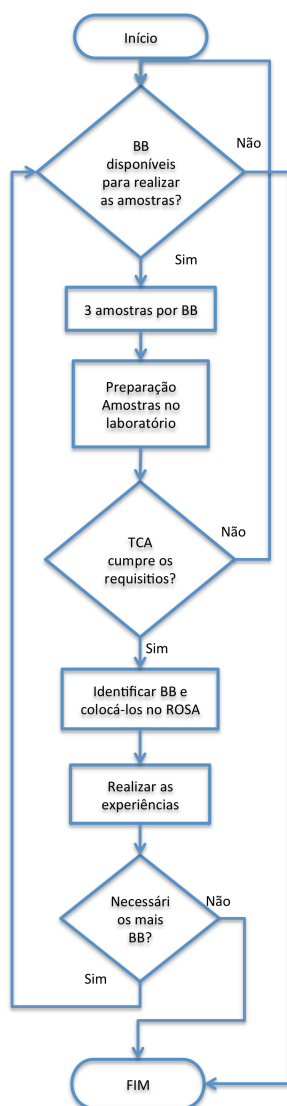 Início
BB
disponíveis
para realizar
as amostras?
Não
Sim
3 amostras por BB
Preparação
Amostras no
laboratório
TCA
cumpre os
requisitios?
Não
Sim
Identificar BB e
colocá-los no ROSA
Realizar as
experiências
Necessári
os mais
BB?
Não
Sim
FIM